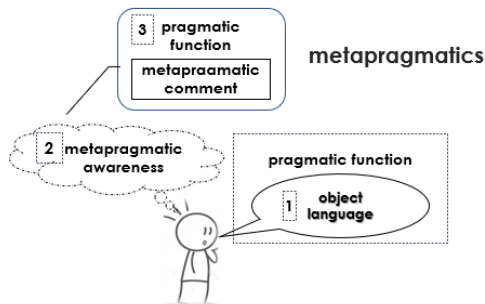 3 pragmatic
function
metapraamatic
comment
metapragmatics
2 metapragmatic
awareness
pragmatic function
1 object
language